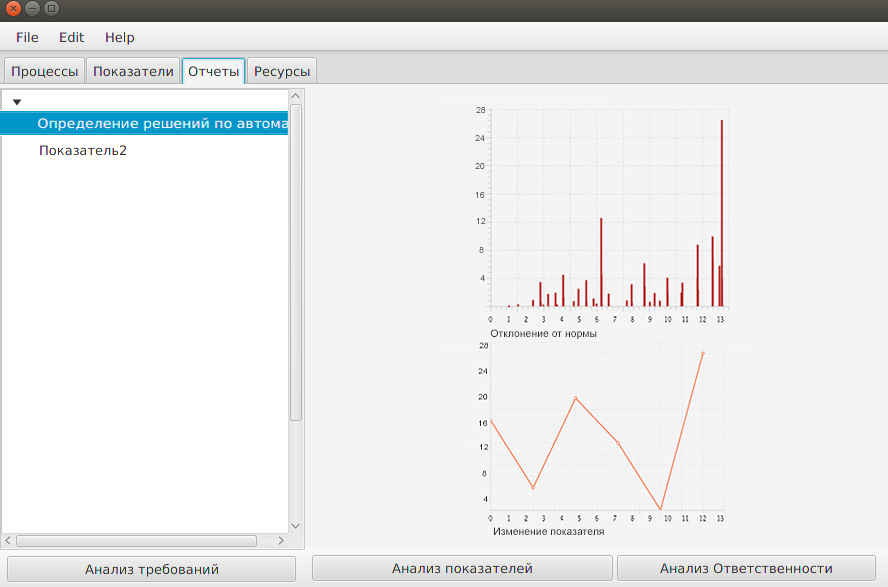 File Edit Help
Процессы Показатели Отчеты Ресурсы
Определение решений по автома
Показатель2
28
24
20
16
12
8
4
0 1 2 3 4 5 6 7 8 9 10 11 12 13
Отклонение от нормы
28
24
20
16
12
8
4
0 1 2 3 4 5 6 7 8 9 10 11 12 13
Изменение показателя
Анализ требований Анализ показателей Анализ Ответственности